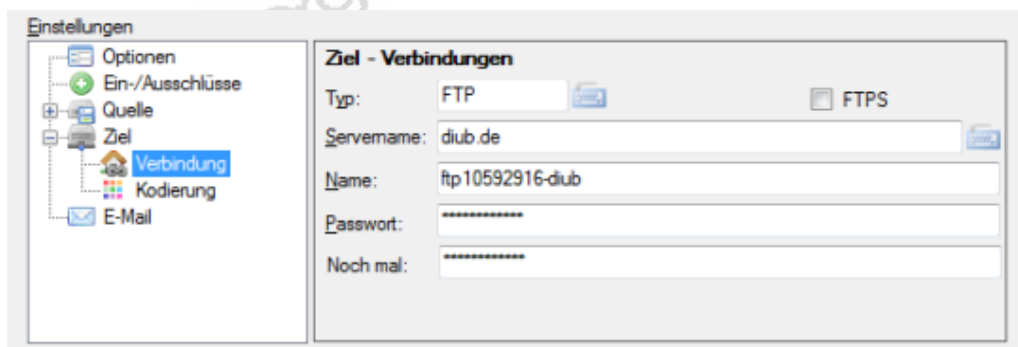 Einstellungen
Optionen
Ein-/Ausschlüsse
Quelle
Ziel
Verbindung
Kodierung
E-Mail
Ziel - Verbindungen
Typ: FTP FTPS
Servername: diub.de
Name: ftp10592916-diub
Passwort: ************
Noch mal: ************